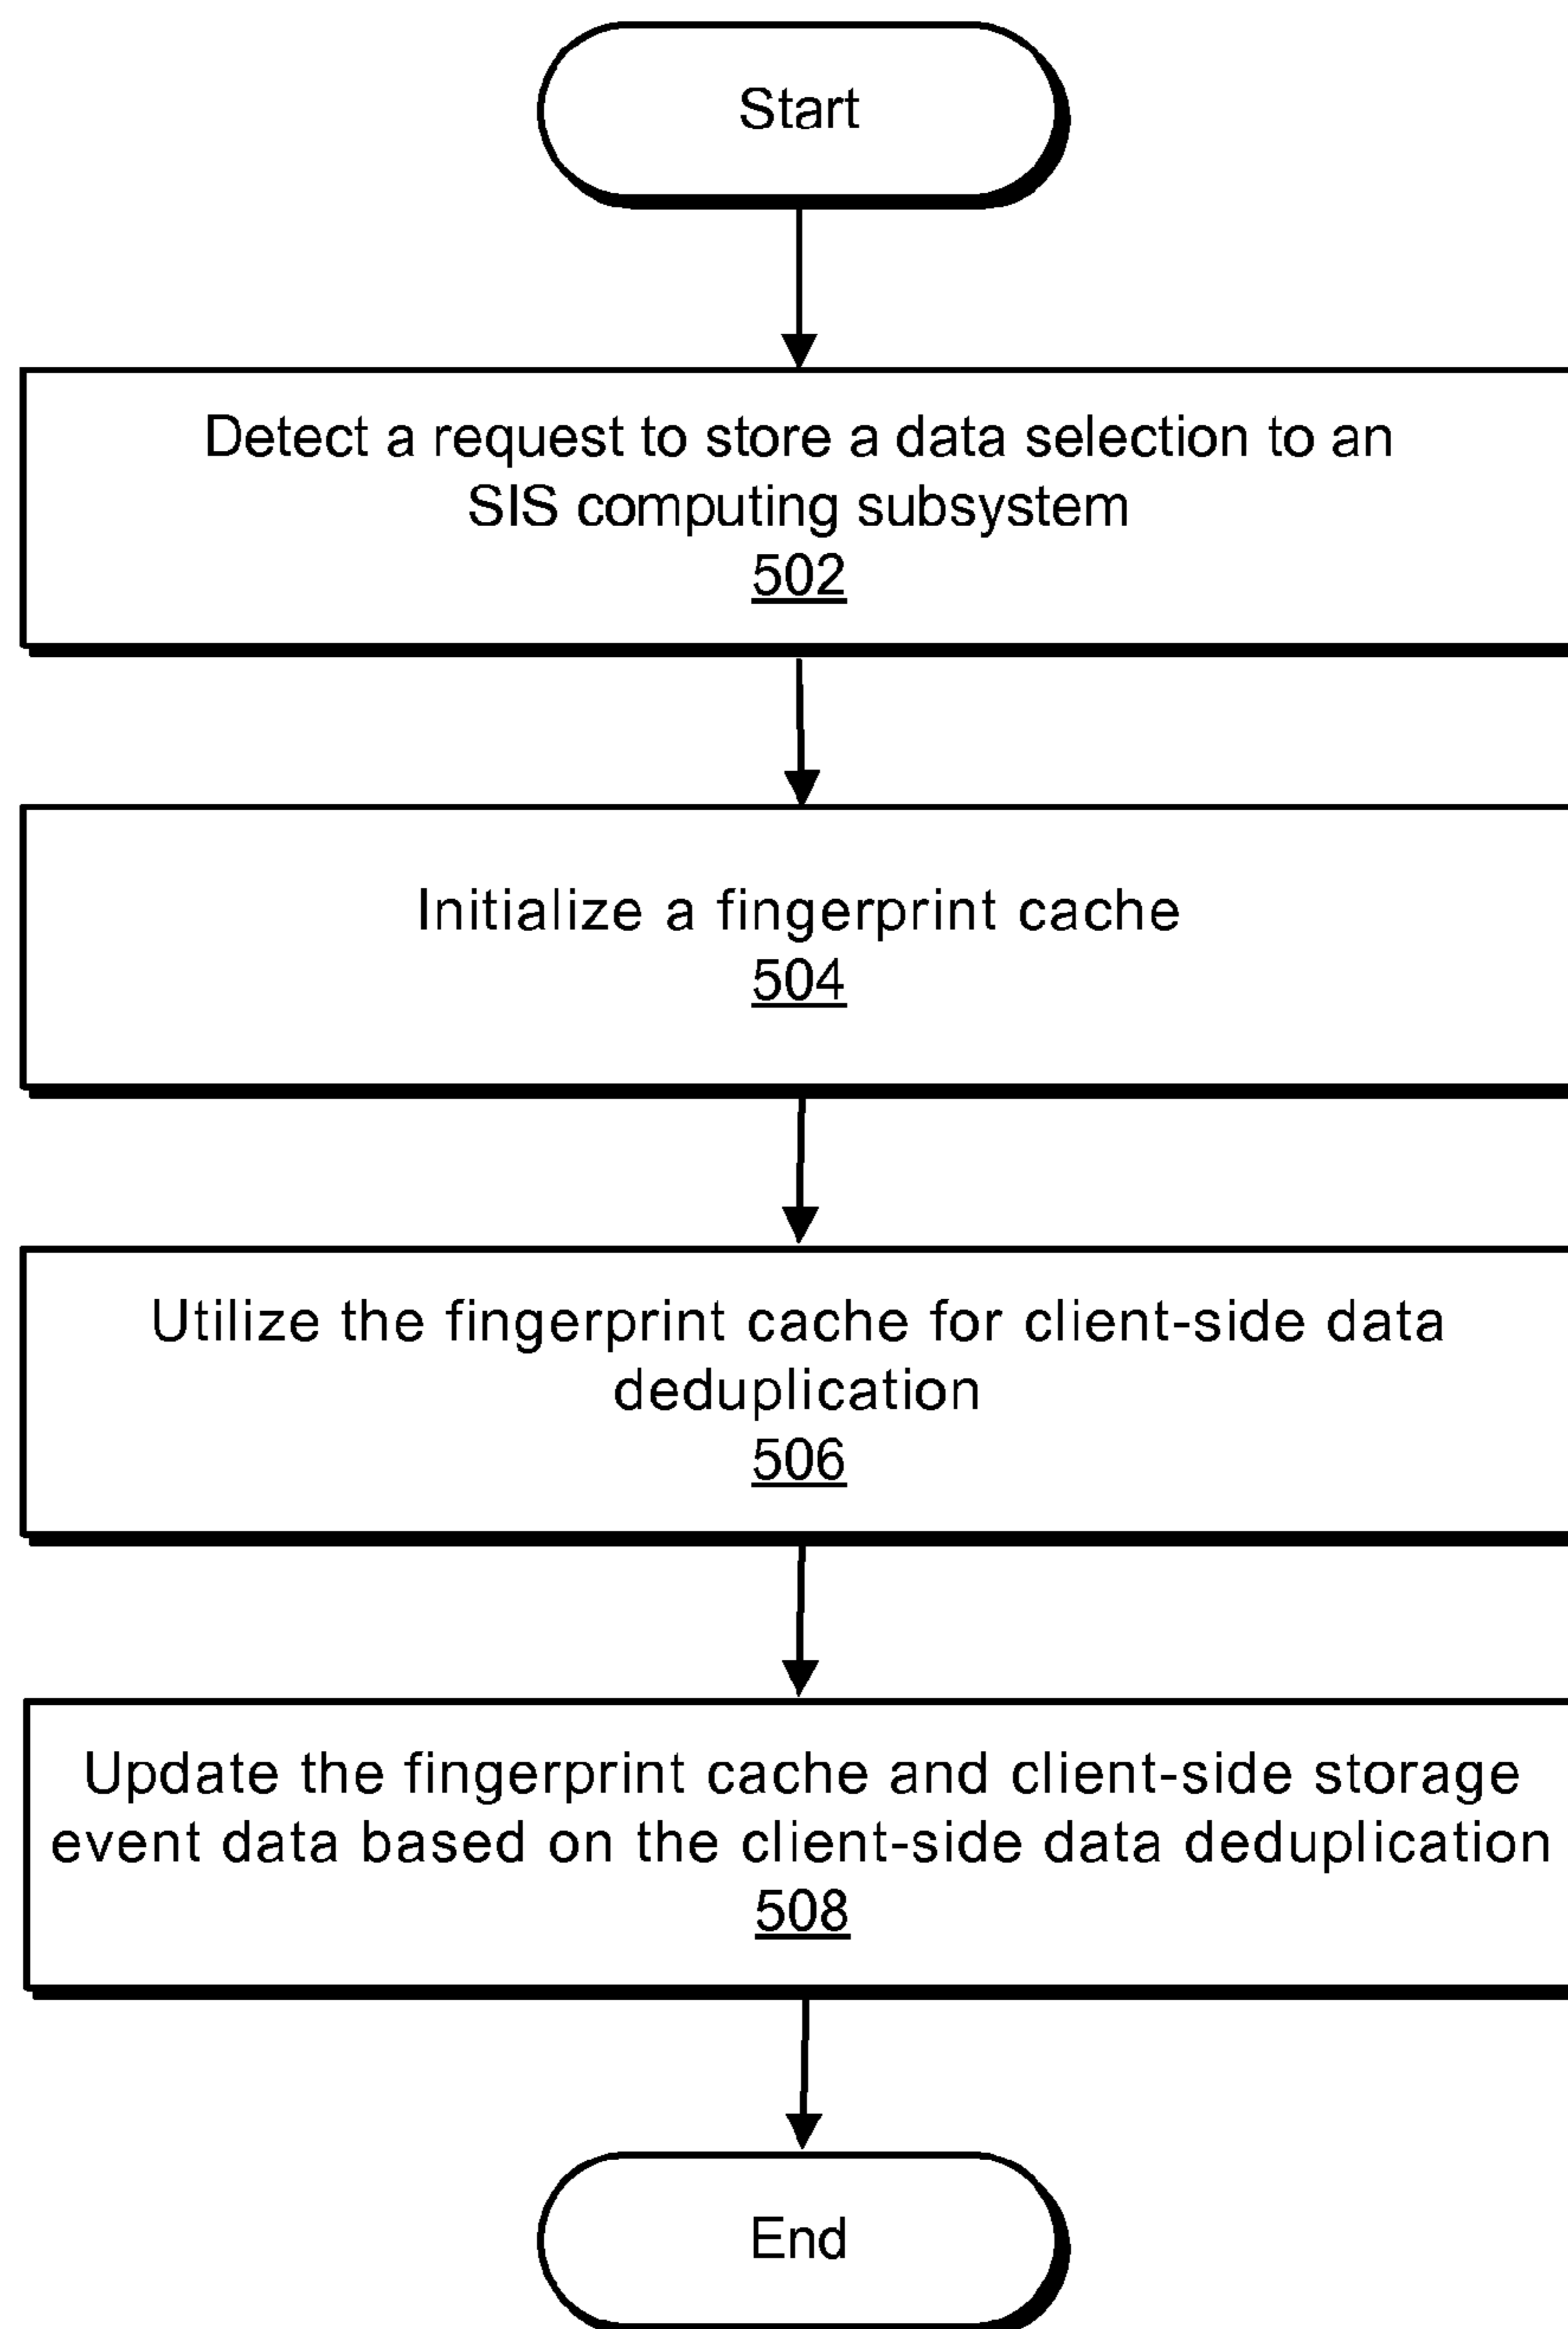 Start
Detect a request to store a data selection to an
SIS computing subsystem
502
Initialize a fingerprint cache
504
Utilize the fingerprint cache for client-side data
deduplication
506
Update the fingerprint cache and client-side storage
event data based on the client-side data deduplication
508
End